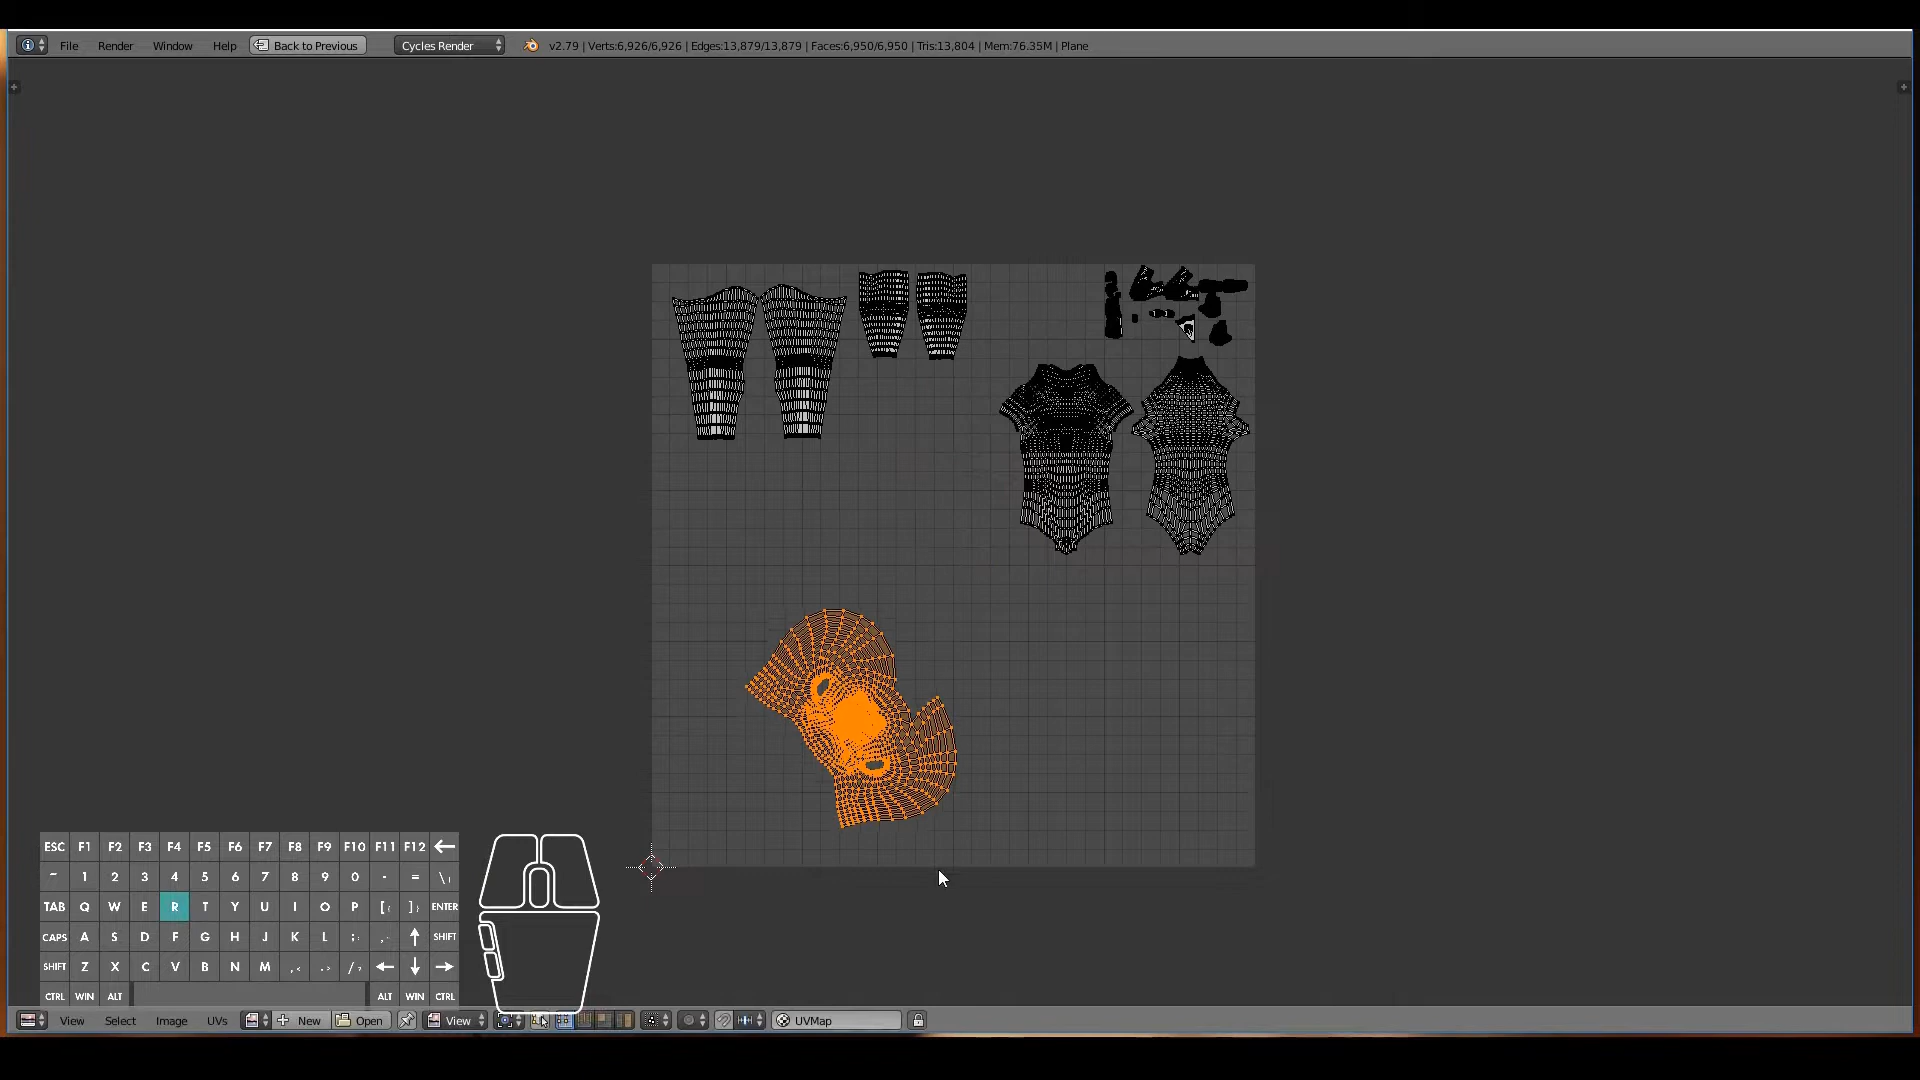 File Render Window Help Back to Previous Cycles Render v2.79 | Verts:6,926/6,926 | Edges:13,879/13,879 | Faces:6,950/6,950 | Tris:13,804 | Mem:76.35M | Plane
ESC F1 F2 F3 F4 F5 F6 F7 F8 F9 F10 F11 F12 ←
~ 1 2 3 4 5 6 7 8 9 0 - = \|
TAB Q W E R T Y U I O P [{ ]} ENTER
CAPS A S D F G H J K L ;: ↑ SHIFT
SHIFT Z X C V B N M ,< .> /? ← ↓ →
CTRL WIN ALT ALT WIN CTRL
View Select Image UVs New Open View UVMap